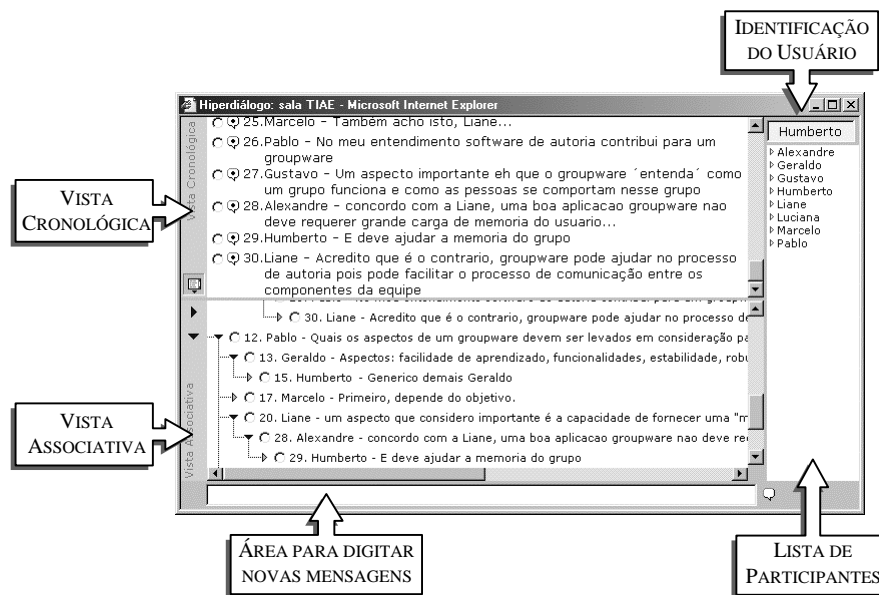 IDENTIFICAÇÃO
DO USUÁRIO
Hiperdiálogo: sala TIAE - Microsoft Internet Explorer
Vista Cronológica
25.Marcelo - Também acho isto, Liane...
26.Pablo - No meu entendimento software de autoria contribui para um
groupware
27.Gustavo - Um aspecto importante eh que o groupware ´entenda´ como
um grupo funciona e como as pessoas se comportam nesse grupo
28.Alexandre - concordo com a Liane, uma boa aplicacao groupware nao
deve requerer grande carga de memoria do usuario...
29.Humberto - E deve ajudar a memoria do grupo
30.Liane - Acredito que é o contrario, groupware pode ajudar no processo
de autoria pois pode facilitar o processo de comunicação entre os
componentes da equipe
Humberto
Alexandre
Geraldo
Gustavo
Humberto
Liane
Luciana
Marcelo
Pablo
VISTA
CRONOLÓGICA
30. Liane - Acredito que é o contrario, groupware pode ajudar no processo de
12. Pablo - Quais os aspectos de um groupware devem ser levados em consideração
13. Geraldo - Aspectos: facilidade de aprendizado, funcionalidades, estabilidade,
15. Humberto - Generico demais Geraldo
17. Marcelo - Primeiro, depende do objetivo.
20. Liane - um aspecto que considero importante é a capacidade de fornecer uma
28. Alexandre - concordo com a Liane, uma boa aplicacao groupware nao deve
29. Humberto - E deve ajudar a memoria do grupo
Vista Associativa
VISTA
ASSOCIATIVA
ÁREA PARA DIGITAR
NOVAS MENSAGENS
LISTA DE
PARTICIPANTES